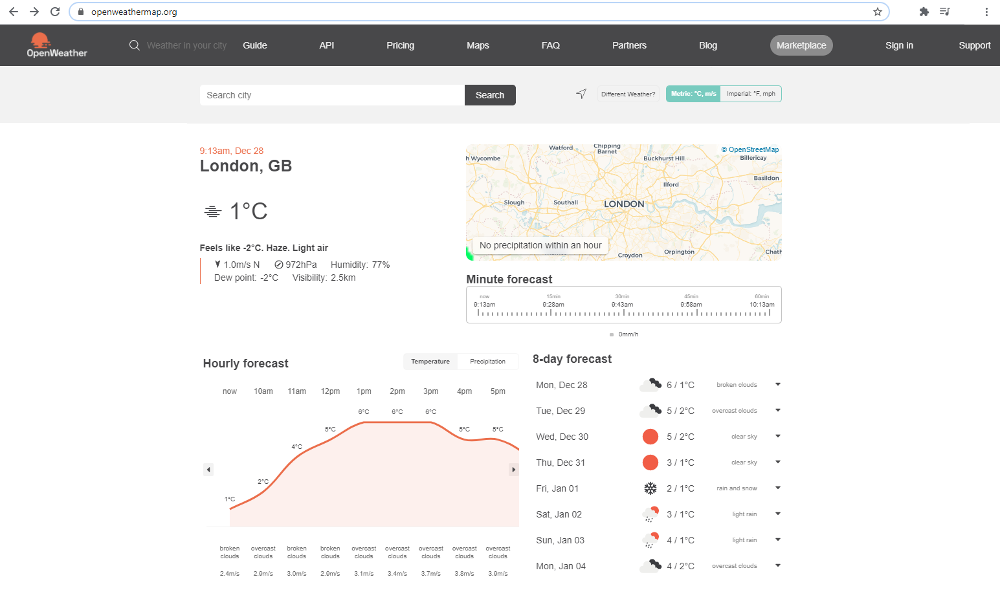 openweathermap.org
OpenWeather
Weather in your city
Guide
API
Pricing
Maps
FAQ
Partners
Blog
Marketplace
Sign in
Support
Search city
Search
Different Weather?
Metric: °C, m/s
Imperial: °F, mph
9:13am, Dec 28
London, GB
1°C
Feels like -2°C. Haze. Light air
1.0m/s N 972hPa Humidity: 77%
Dew point: -2°C Visibility: 2.5km
Watford
Chipping
Barnet
© OpenStreetMap
h Wycombe
Buckhurst Hill
Billericay
Basildon
Ilford
Slough
Southall
LONDON
No precipitation within an hour
Orpington
Chath
Croydon
Minute forecast
now 15min 30min 45min 60min
9:13am 9:28am 9:43am 9:58am 10:13am
0mm/h
Hourly forecast
Temperature
Precipitation
now 10am 11am 12pm 1pm 2pm 3pm 4pm 5pm
6°C 6°C 6°C
5°C 5°C 5°C
4°C
2°C
1°C
broken clouds
overcast clouds
broken clouds
broken clouds
overcast clouds
overcast clouds
overcast clouds
overcast clouds
overcast clouds
2.4m/s 2.9m/s 3.0m/s 2.9m/s 3.1m/s 3.4m/s 3.7m/s 3.8m/s 3.9m/s
8-day forecast
Mon, Dec 28 6 / 1°C broken clouds
Tue, Dec 29 5 / 2°C overcast clouds
Wed, Dec 30 5 / 2°C clear sky
Thu, Dec 31 3 / 1°C clear sky
Fri, Jan 01 2 / 1°C rain and snow
Sat, Jan 02 3 / 1°C light rain
Sun, Jan 03 4 / 1°C light rain
Mon, Jan 04 4 / 2°C overcast clouds